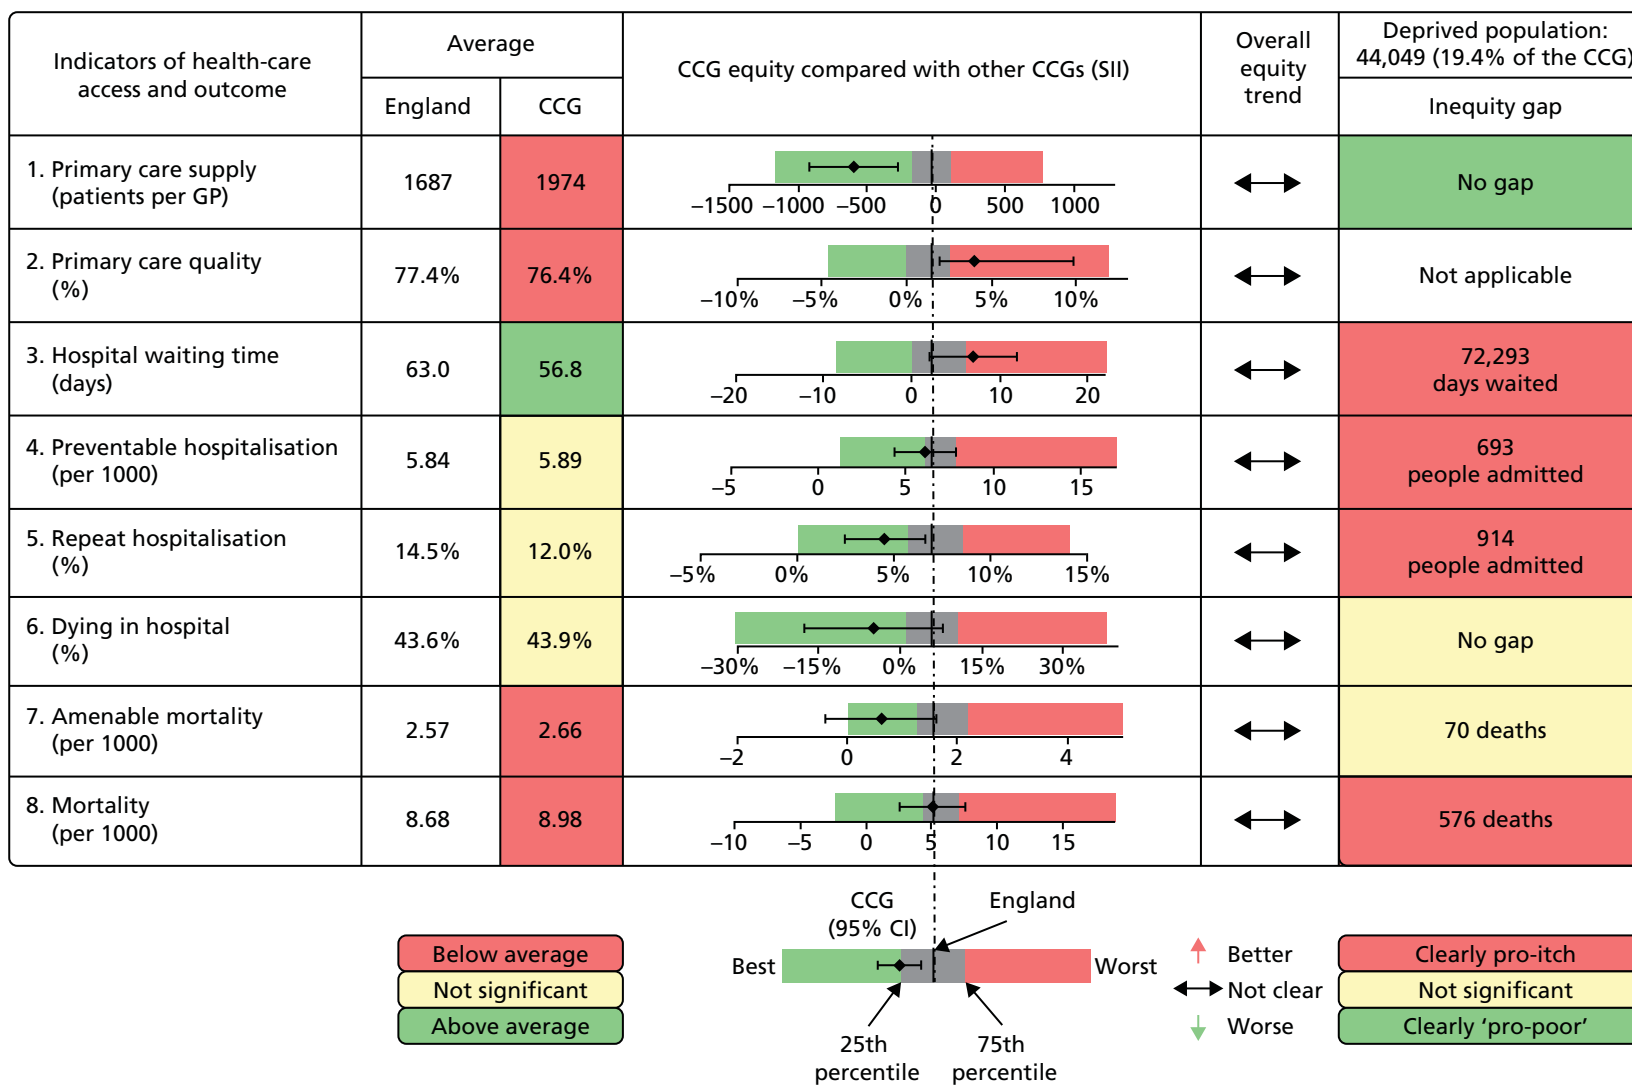 Indicators of health-care
access and outcome
Average
England
CCG
CCG equity compared with other CCGs (SII)
Overall
equity
trend
Deprived population:
44,049 (19.4% of the CCG)
Inequity gap
1. Primary care supply
(patients per GP)
1687
1974
−1500 −1000 −500 0 500 1000
No gap
2. Primary care quality
(%)
77.4%
76.4%
−10% −5% 0% 5% 10%
Not applicable
3. Hospital waiting time
(days)
63.0
56.8
−20 −10 0 10 20
72,293
days waited
4. Preventable hospitalisation
(per 1000)
5.84
5.89
−5 0 5 10 15
693
people admitted
5. Repeat hospitalisation
(%)
14.5%
12.0%
−5% 0% 5% 10% 15%
914
people admitted
6. Dying in hospital
(%)
43.6%
43.9%
−30% −15% 0% 15% 30%
No gap
7. Amenable mortality
(per 1000)
2.57
2.66
−2 0 2 4
70 deaths
8. Mortality
(per 1000)
8.68
8.98
−10 −5 0 5 10 15
576 deaths
Below average
Not significant
Above average
CCG
(95% CI)
England
Best
Worst
25th
percentile
75th
percentile
Better
Not clear
Worse
Clearly pro-itch
Not significant
Clearly ‘pro-poor’